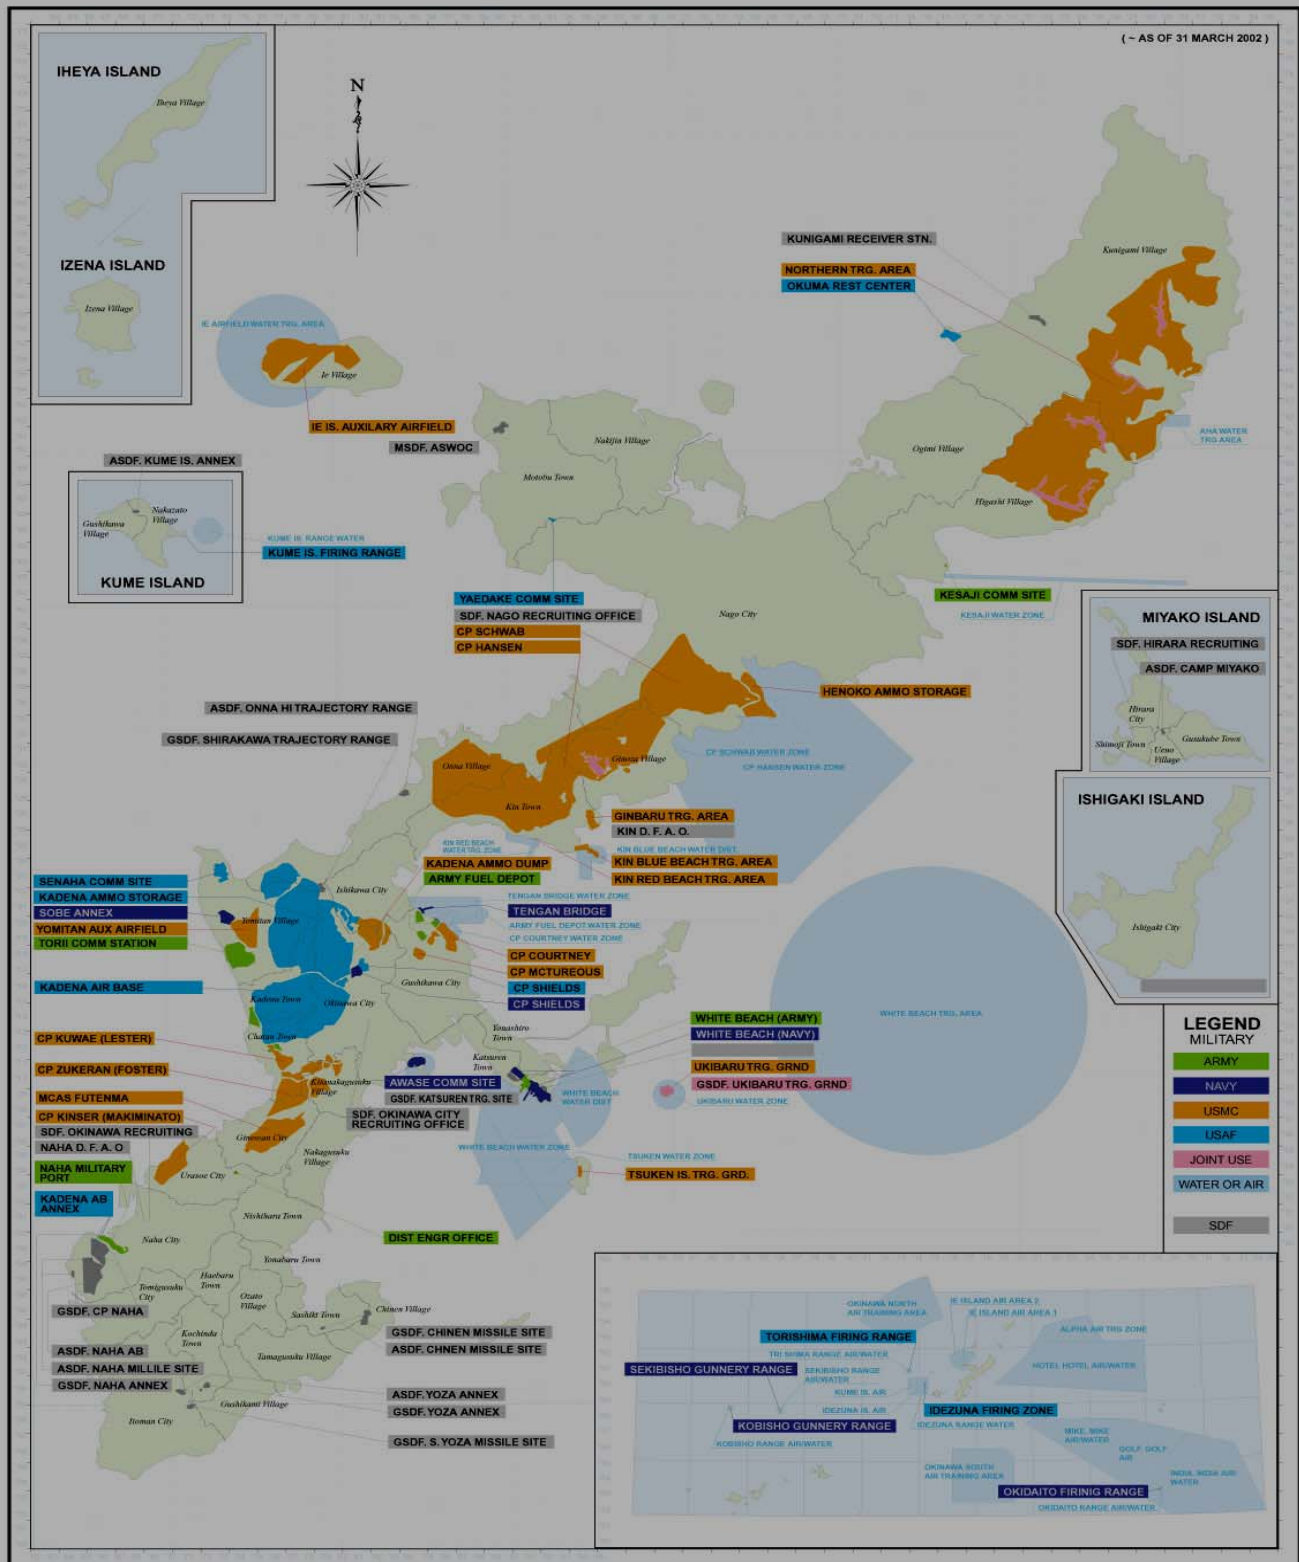 ( ~ AS OF 31 MARCH 2002 )
IHEYA ISLAND
Iheya Village
IZENA ISLAND
Izena Village
N
KUNIGAMI RECEIVER STN.
Kunigami Village
NORTHERN TRG. AREA
OKUMA REST CENTER
IE AIRFIELD WATER TRG. AREA
Ie Village
IE IS. AUXILARY AIRFIELD
MSDF. ASWOC
Nakijin Village
Motobu Town
Ogimi Village
Higashi Village
AHA WATER
TRG AREA
ASDF. KUME IS. ANNEX
Nakazato
Village
Gushikawa
Village
KUME IS. RANGE WATER
KUME IS. FIRING RANGE
KUME ISLAND
YAEDAKE COMM SITE
SDF. NAGO RECRUITING OFFICE
CP SCHWAB
CP HANSEN
Nago City
KESAJI COMM SITE
KESAJI WATER ZONE
MIYAKO ISLAND
SDF. HIRARA RECRUITING
ASDF. CAMP MIYAKO
Hirara
City
Gusukube Town
Shimoji Town
Ueno
Village
HENOKO AMMO STORAGE
ASDF. ONNA HI TRAJECTORY RANGE
GSDF. SHIRAKAWA TRAJECTORY RANGE
CP SCHWAB WATER ZONE
CP HANSEN WATER ZONE
Onna Village
Ginoza Village
Kin Town
ISHIGAKI ISLAND
Ishigaki City
GINBARU TRG. AREA
KIN D. F. A. O.
KIN RED BEACH
WATER TRG. ZONE
KIN BLUE BEACH WATER DIST.
KADENA AMMO DUMP
KIN BLUE BEACH TRG. AREA
ARMY FUEL DEPOT
KIN RED BEACH TRG. AREA
SENAHA COMM SITE
KADENA AMMO STORAGE
SOBE ANNEX
YOMITAN AUX AIRFIELD
TORII COMM STATION
KADENA AIR BASE
Ishikawa City
Yomitan Village
TENGAN BRIDGE WATER ZONE
TENGAN BRIDGE
ARMY FUEL DEPOT WATER ZONE
CP COURTNEY WATER ZONE
CP COURTNEY
CP MCTUREOUS
CP SHIELDS
CP SHIELDS
Gushikawa City
Kadena Town
Okinawa City
Chatan Town
Yonashiro
Town
Katsuren
Town
WHITE BEACH TRG. AREA
WHITE BEACH (ARMY)
WHITE BEACH (NAVY)
UKIBARU TRG. GRND
GSDF. UKIBARU TRG. GRND
UKIBARU WATER ZONE
WHITE BEACH
WATER DIST
CP KUWAE (LESTER)
CP ZUKERAN (FOSTER)
MCAS FUTENMA
CP KINSER (MAKIMINATO)
SDF. OKINAWA RECRUITING
NAHA D. F. A. O
NAHA MILITARY
PORT
KADENA AB
ANNEX
Kitanakagusuku
Village
AWASE COMM SITE
GSDF. KATSUREN TRG. SITE
SDF. OKINAWA CITY
RECRUITING OFFICE
Ginowan City
Nakagusuku
Village
Urasoe City
WHITE BEACH WATER ZONE
TSUKEN WATER ZONE
TSUKEN IS. TRG. GRD.
LEGEND
MILITARY
ARMY
NAVY
USMC
USAF
JOINT USE
WATER OR AIR
SDF
Nishihara Town
DIST ENGR OFFICE
Naha City
Yonabaru Town
Tomigusuku
City
Haebaru
Town
Ozato
Village
Sashiki Town
Chinen Village
Kochinda
Town
Tamagusuku Village
GSDF. CP NAHA
ASDF. NAHA AB
ASDF. NAHA MILLILE SITE
GSDF. NAHA ANNEX
GSDF. CHINEN MISSILE SITE
ASDF. CHNEN MISSILE SITE
ASDF. YOZA ANNEX
GSDF. YOZA ANNEX
GSDF. S. YOZA MISSILE SITE
Gushikami Village
Itoman City
OKINAWA NORTH
AIR TRAINING AREA
IE ISLAND AIR AREA 2
IE ISLAND AIR AREA 1
ALPHA AIR TRG ZONE
TORISHIMA FIRING RANGE
TRI SHIMA RANGE AIR/WATER
HOTEL HOTEL AIR/WATER
SEKIBISHO GUNNERY RANGE
SEKIBISHO RANGE
AIR/WATER
KUME IS. AIR
IDEZUNA IS. AIR
IDEZUNA FIRING ZONE
KOBISHO GUNNERY RANGE
IDEZUNA RANGE WATER
KOBISHO RANGE AIR/WATER
MIKE. MIKE
AIR/WATER
GOLF. GOLF
AIR
OKINAWA SOUTH
AIR TRAINING AREA
INDIA. INDIA AIR/
WATER
OKIDAITO FIRINIG RANGE
OKIDAITO RANGE AIR/WATER